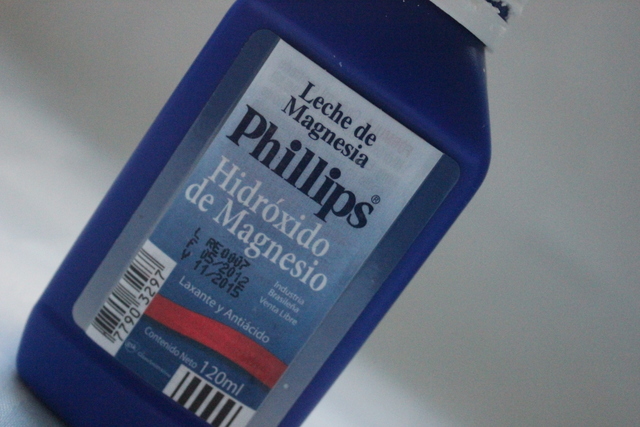 Leche de
Magnesia
Phillips®
Hidróxido
de Magnesio
L RE0007
F 05/2012
V 11/2015
Industria
Brasileña
Venta Libre
Laxante y Antiácido
Contenido Neto 120ml
7790 3297